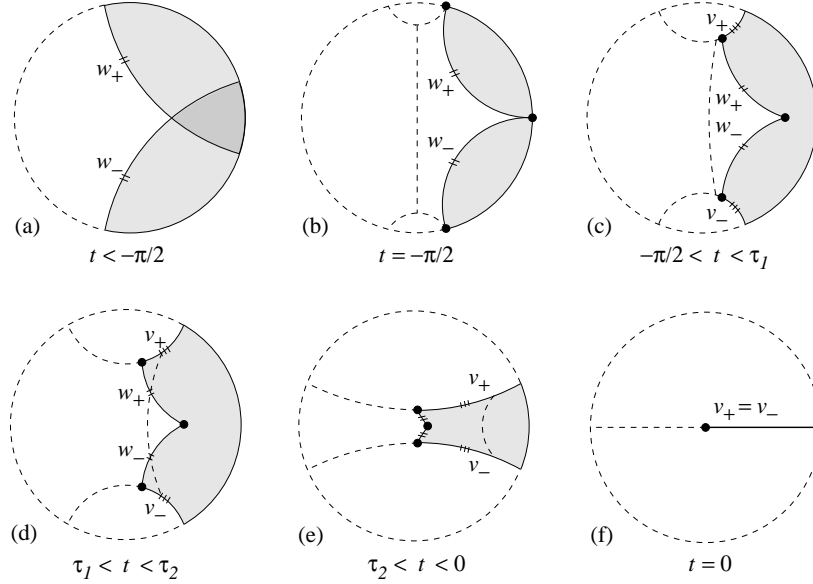 w₊
w₋
(a)
t < −π/2
w₊
w₋
(b)
t = −π/2
v₊
w₊
w₋
v₋
(c)
−π/2 < t < τ₁
v₊
w₊
w₋
v₋
(d)
τ₁ < t < τ₂
v₊
v₋
(e)
τ₂ < t < 0
v₊ = v₋
(f)
t = 0